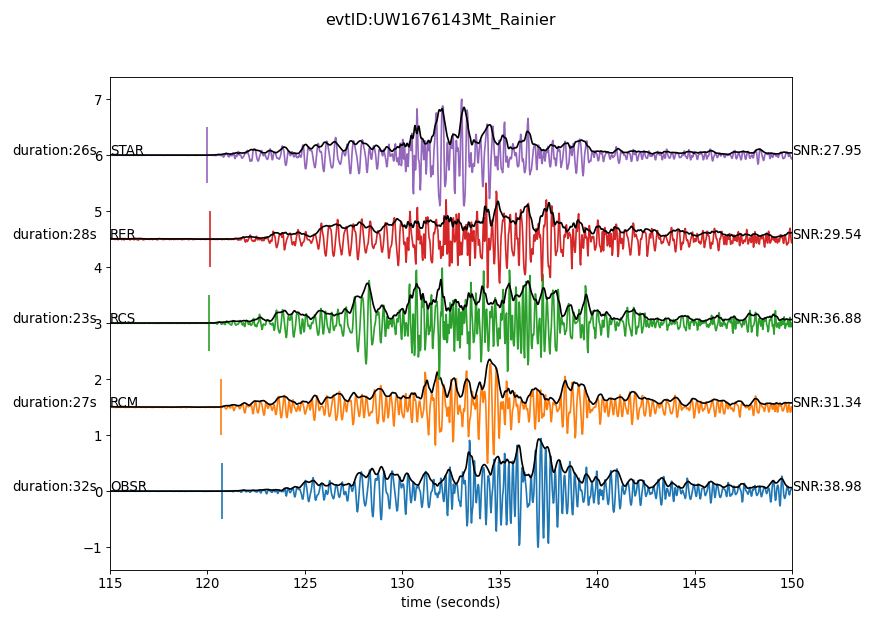 evtID:UW1676143Mt_Rainier
7
duration:26s STAR SNR:27.95
6
5
duration:28s RER SNR:29.54
4
duration:23s RCS SNR:36.88
3
2
duration:27s RCM SNR:31.34
1
duration:32s OBSR SNR:38.98
0
−1
115 120 125 130 135 140 145 150
time (seconds)